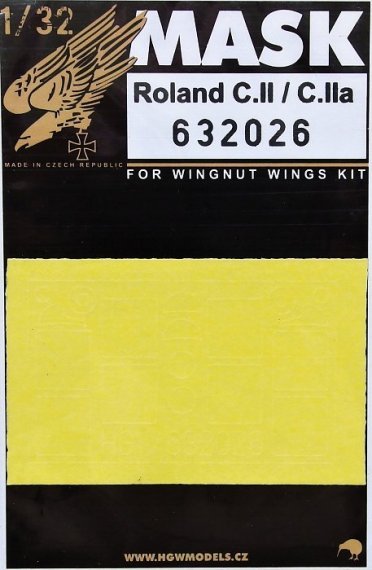 1/32
MASK
Roland C.II / C.IIa
632026
MADE IN CZECH REPUBLIC
FOR WINGNUT WINGS KIT
WWW.HGWMODELS.CZ